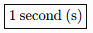 1 second (s)